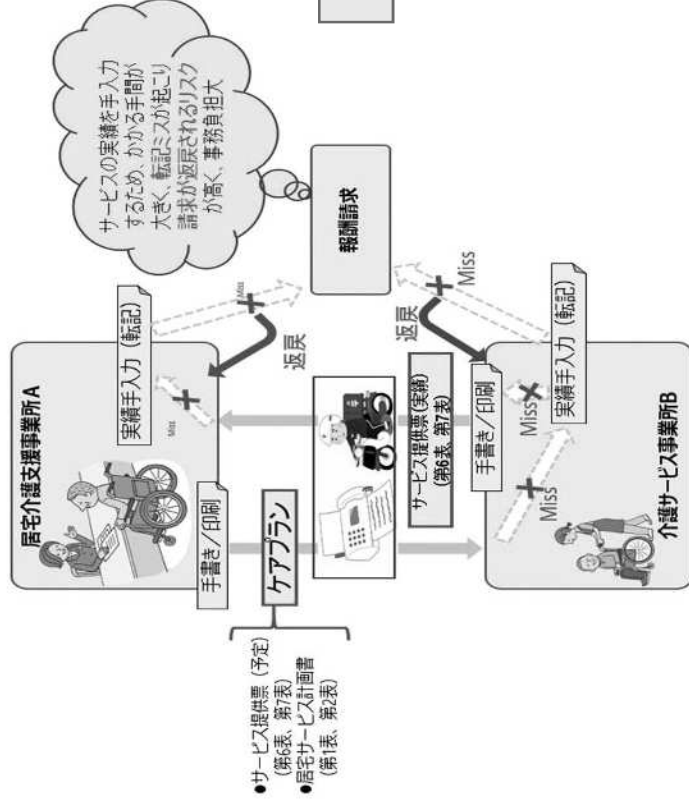 サービスの実績を手入力
するため、かかる手間が
大きく、転記ミスが起こり
請求が返戻されるリスク
が高く、事務負担大
居宅介護支援事業所A
実績手入力（転記）
Miss
Miss
手書き／印刷
返戻
報酬請求
●サービス提供票（予定）
（第6表、第7表）
●居宅サービス計画書
（第1表、第2表）
ケアプラン
サービス提供票(実績)
（第6表、第7表）
返戻
Miss
手書き／印刷
Miss
Miss
実績手入力（転記）
介護サービス事業所B